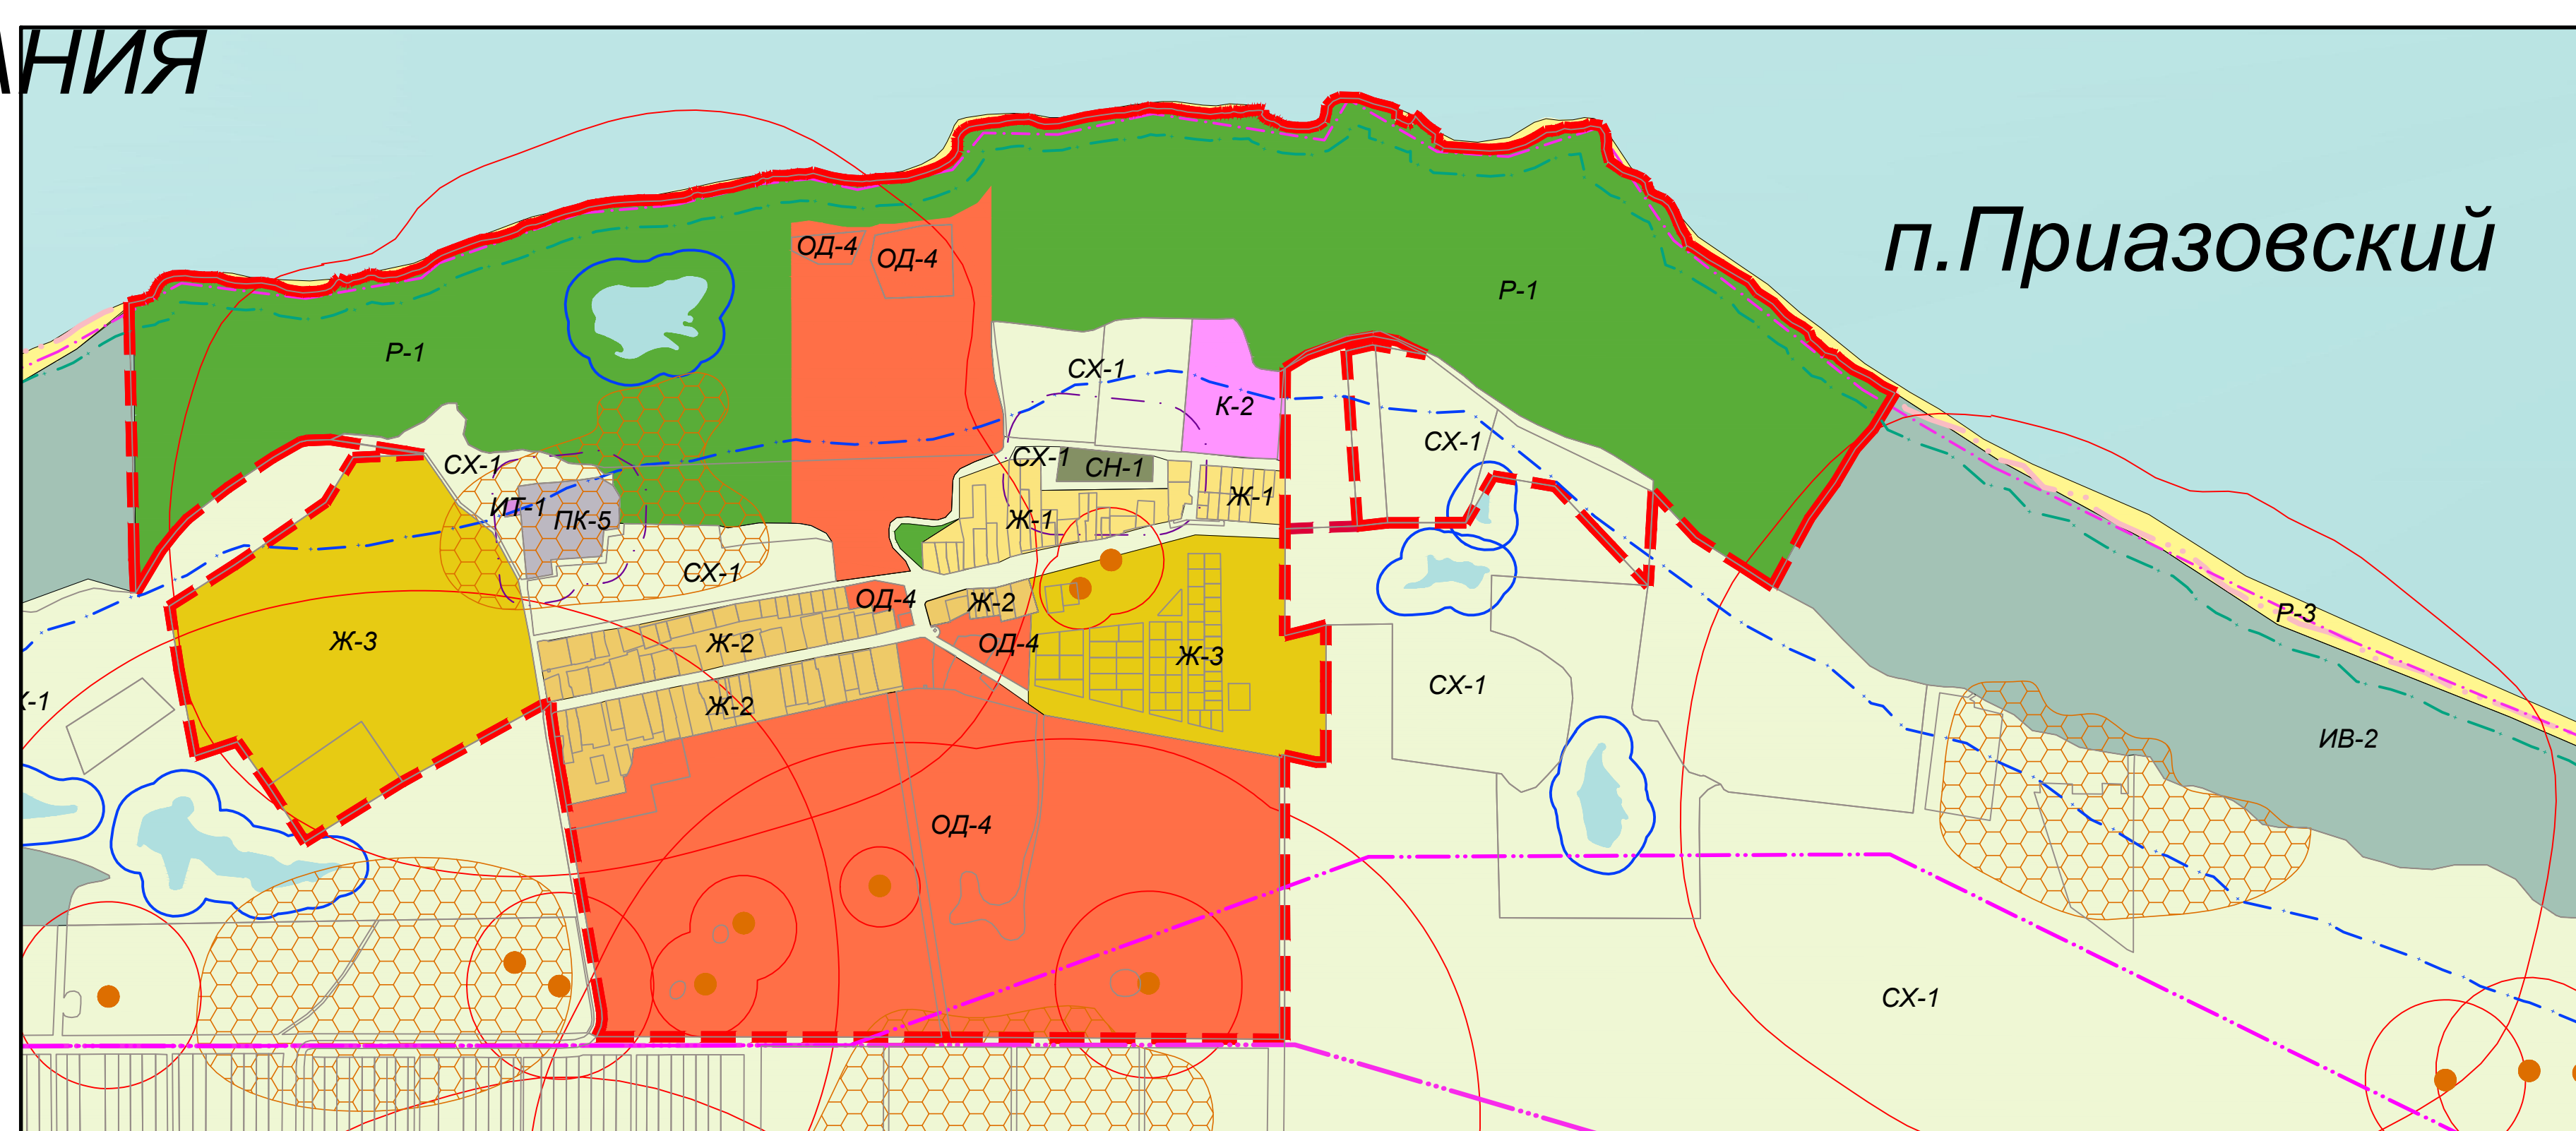 АНИЯ
п.Приазовский
ОД-4
ОД-4
Р-1
Р-1
СХ-1
К-2
СХ-1
СХ-1
СХ-1
СН-1
ИТ-1
ПК-5
Ж-1
Ж-1
СХ-1
ОД-4
Ж-2
Р-3
Ж-3
Ж-2
ОД-4
Ж-3
СХ-1
Х-1
Ж-2
ИВ-2
ОД-4
СХ-1